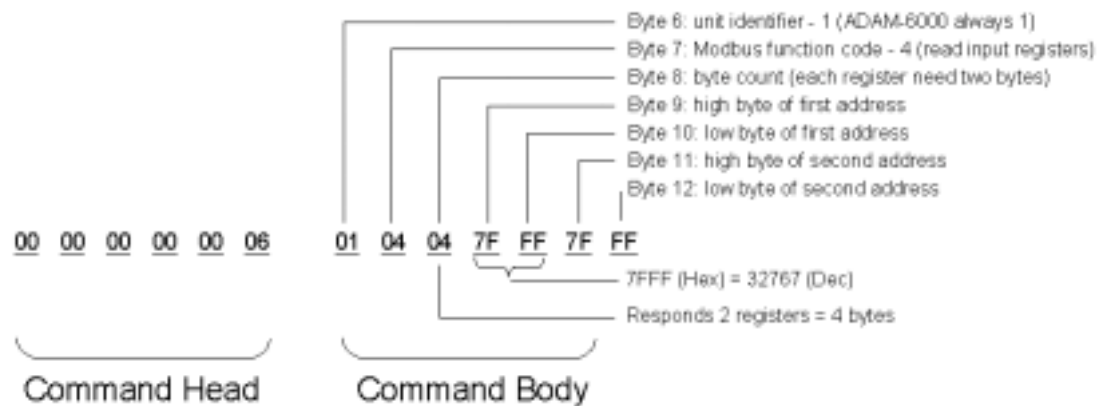 Byte 6: unit identifier - 1 (ADAM-6000 always 1)
Byte 7: Modbus function code - 4 (read input registers)
Byte 8: byte count (each register need two bytes)
Byte 9: high byte of first address
Byte 10: low byte of first address
Byte 11: high byte of second address
Byte 12: low byte of second address
00 00 00 00 00 06 01 04 04 7F FF 7F FF
7FFF (Hex) = 32767 (Dec)
Responds 2 registers = 4 bytes
Command Head Command Body